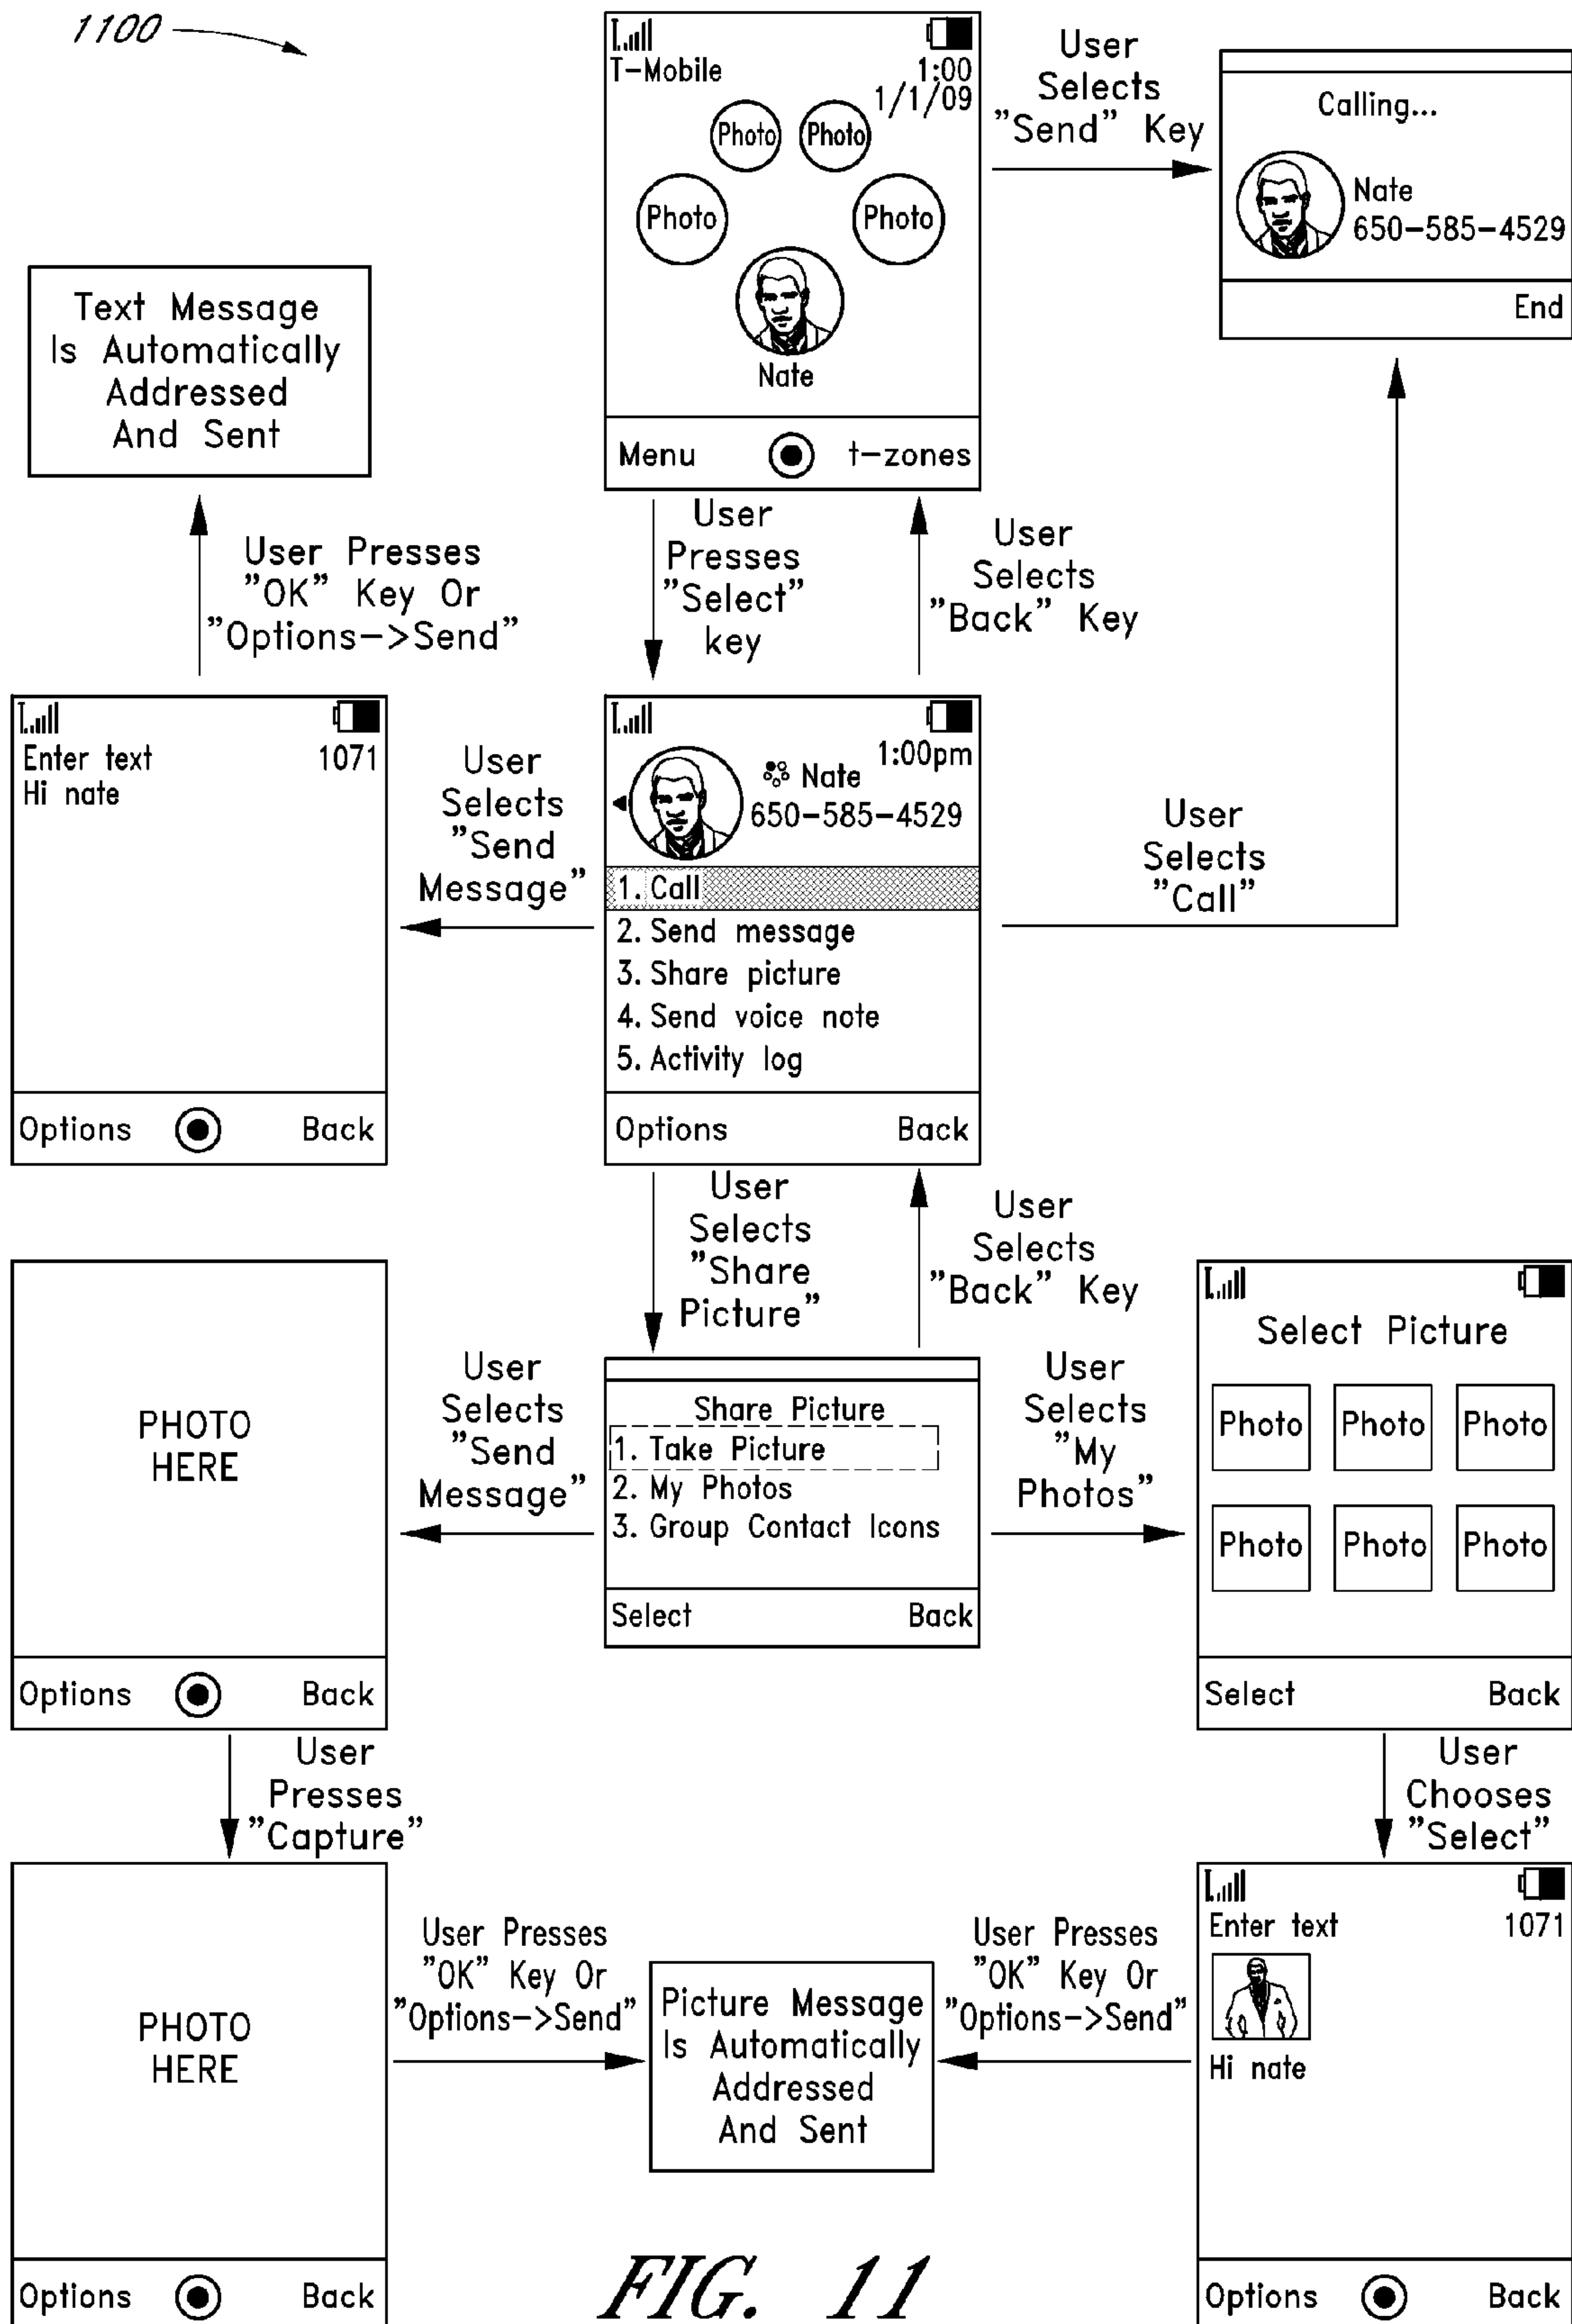 1100
T-Mobile
1:00
1/1/09
Photo
Photo
Photo
Photo
Nate
Menu
t-zones
User
Selects
"Send" Key
Calling...
Nate
650-585-4529
End
Text Message
Is Automatically
Addressed
And Sent
User Presses
"OK" Key Or
"Options->Send"
User
Presses
"Select"
key
User
Selects
"Back" Key
Enter text 1071
Hi nate
Options
Back
User
Selects
"Send
Message"
1:00pm
Nate
650-585-4529
1. Call
2. Send message
3. Share picture
4. Send voice note
5. Activity log
Options
Back
User
Selects
"Call"
User
Selects
"Share
Picture"
User
Selects
"Back" Key
PHOTO
HERE
Options
Back
User
Selects
"Send
Message"
Share Picture
1. Take Picture
2. My Photos
3. Group Contact Icons
Select
Back
User
Selects
"My
Photos"
Select Picture
Photo Photo Photo
Photo Photo Photo
Select
Back
User
Presses
"Capture"
User
Chooses
"Select"
PHOTO
HERE
Options
Back
User Presses
"OK" Key Or
"Options->Send"
Picture Message
Is Automatically
Addressed
And Sent
User Presses
"OK" Key Or
"Options->Send"
Enter text 1071
Hi nate
Options
Back
FIG. 11